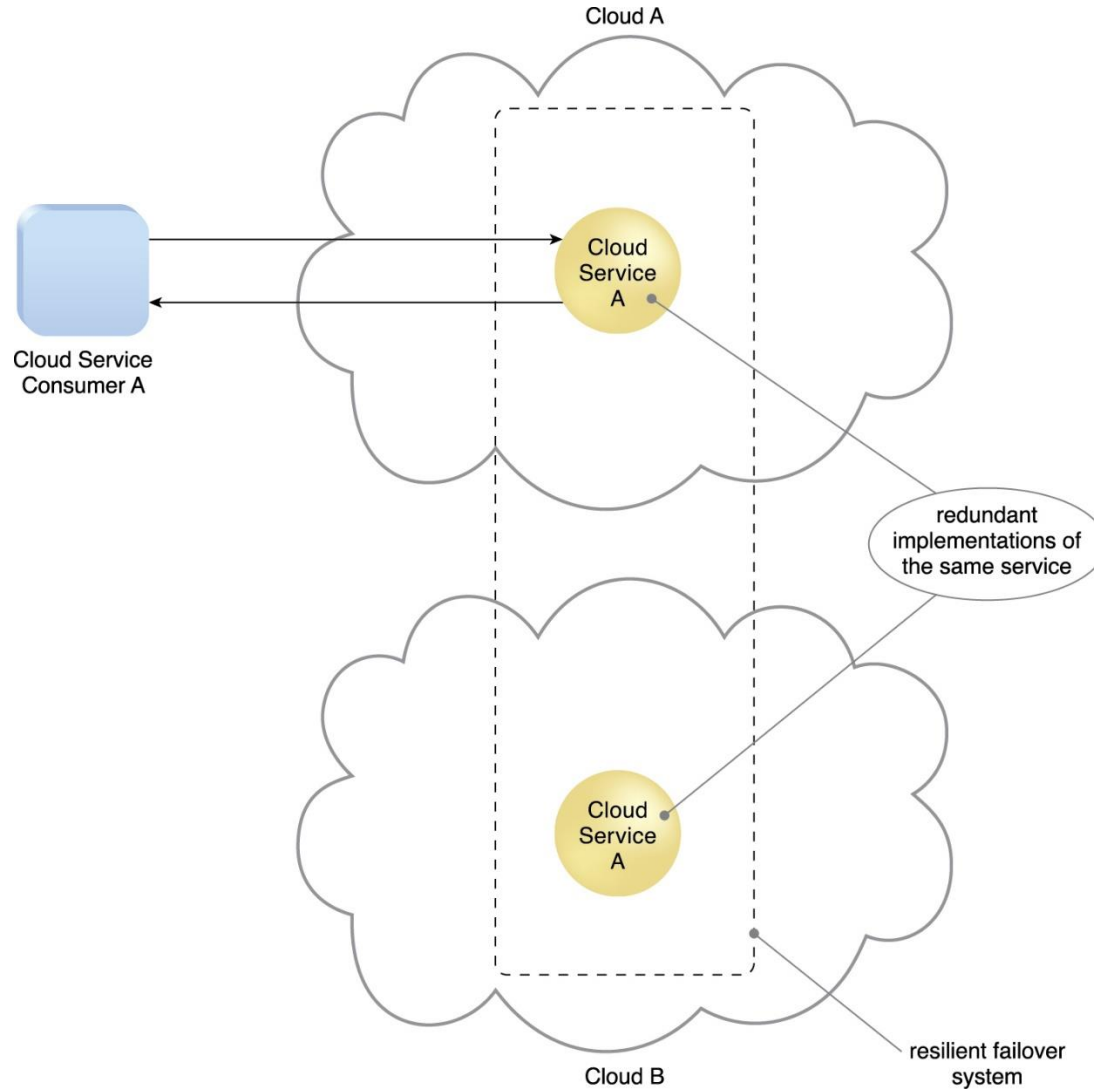 Cloud A
Cloud
Service
A
Cloud Service
Consumer A
redundant
implementations of
the same service
Cloud
Service
A
resilient failover
system
Cloud B